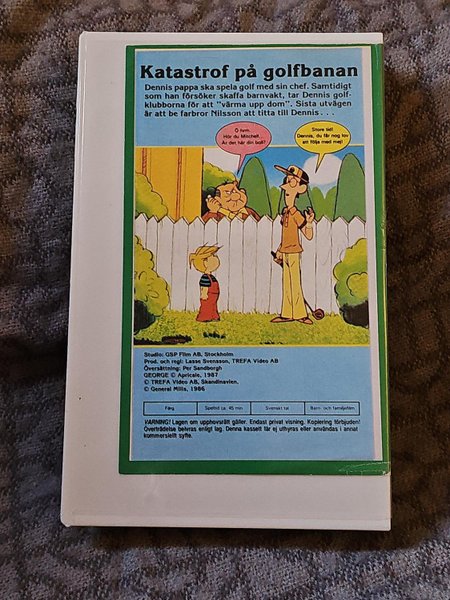 Katastrof på golfbanan
Dennis pappa ska spela golf med sin chef. Samtidigt
som han försöker skaffa barnvakt, tar Dennis golf-
klubborna för att "värma upp dom". Sista utvägen
är att be farbror Nilsson att titta till Dennis . . .
Ö hrm.
Hör du Mitchell...
Är det här din boll?
Store tid!
Dennis, du får nog lov
att följa med mej!
Studio: GSP Film AB, Stockholm
Prod. och regi: Lasse Svensson, TREFA Video AB
Översättning: Per Sandborgh
GEORGE © Apricale, 1987
© TREFA Video AB, Skandinavien,
© General Mills, 1986
Färg
Speltid ca: 45 min
Svenskt tal
Barn- och familjefilm
VARNING! Lagen om upphovsrätt gäller. Endast privat visning. Kopiering förbjuden!
Överträdelse beivras enligt lag. Denna kassett får ej uthyras eller användas i annat
kommersiellt syfte.